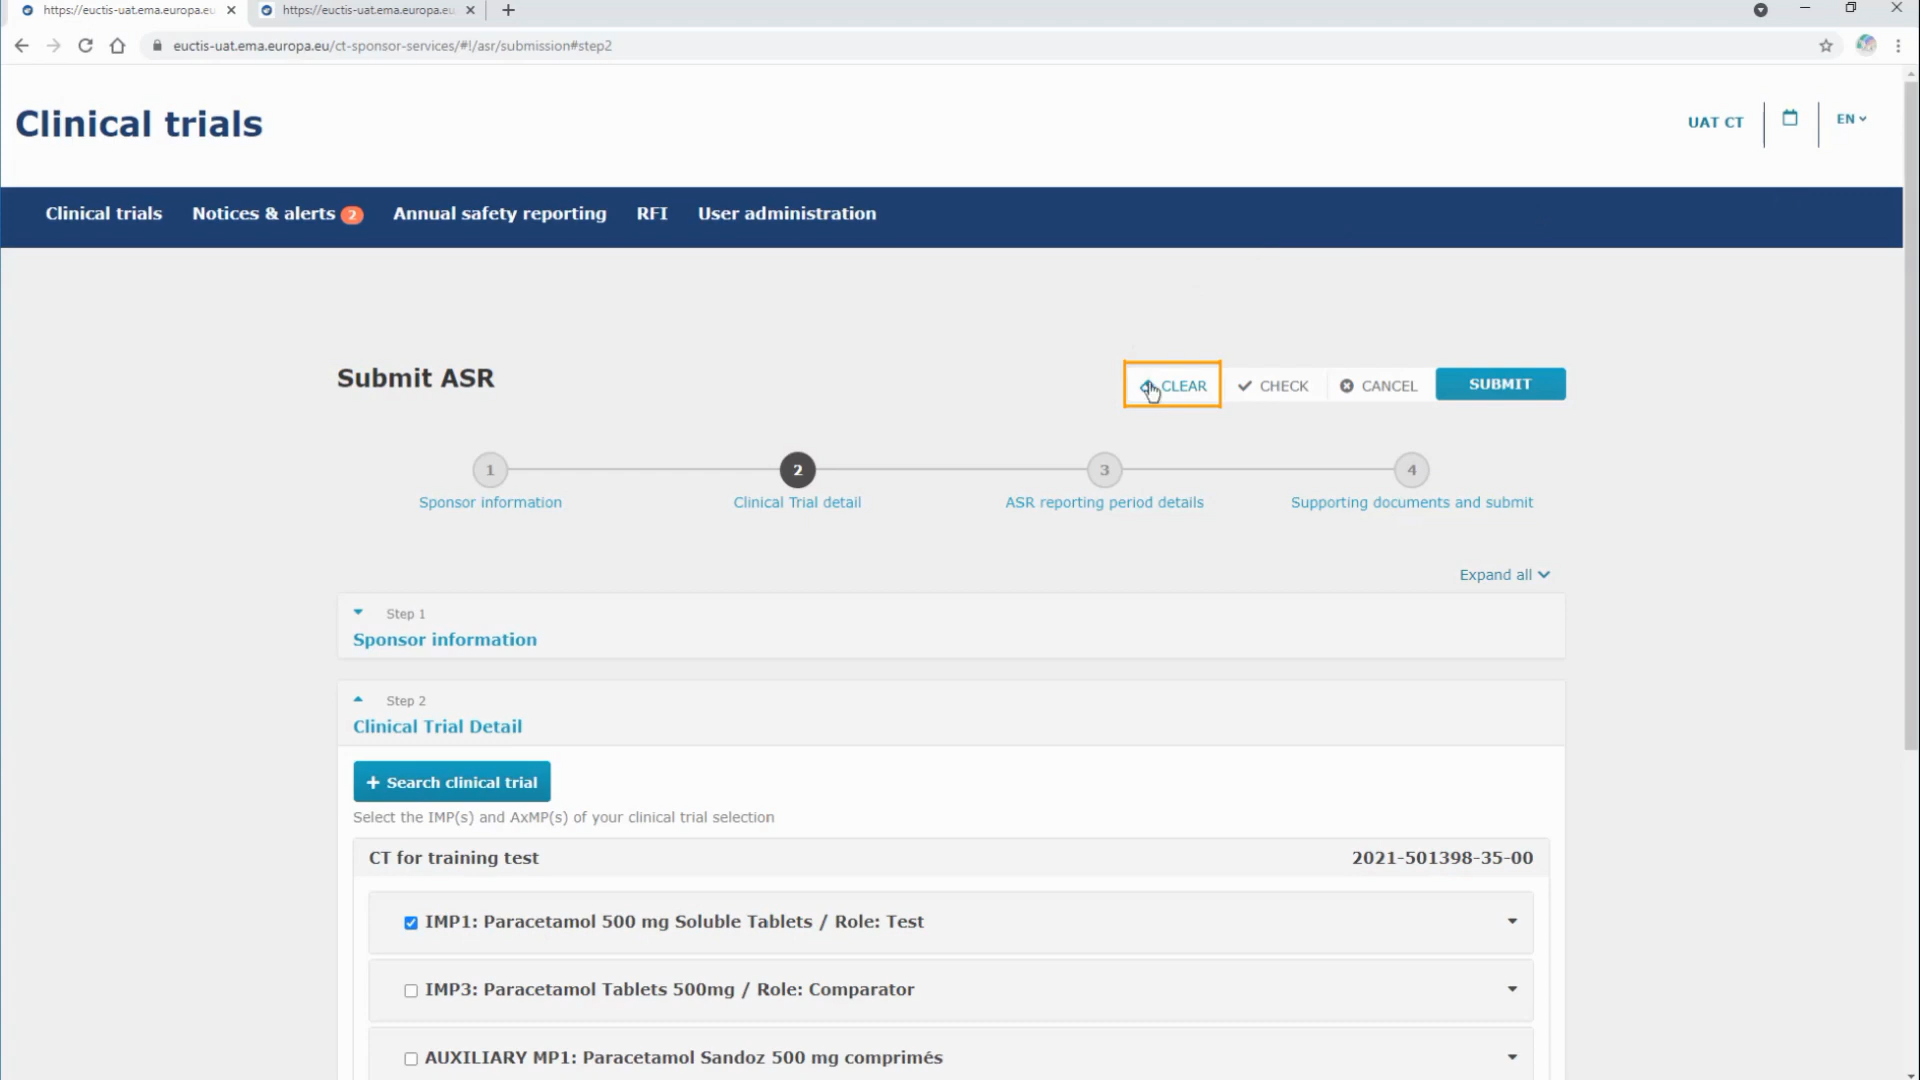 https://euctis-uat.ema.europa.eu
https://euctis-uat.ema.europa.eu
euctis-uat.ema.europa.eu/ct-sponsor-services/#!/asr/submission#step2
Clinical trials
UAT CT
EN
Clinical trials
Notices & alerts 2
Annual safety reporting
RFI
User administration
Submit ASR
CLEAR
CHECK
CANCEL
SUBMIT
1
2
3
4
Sponsor information
Clinical Trial detail
ASR reporting period details
Supporting documents and submit
Expand all
Step 1
Sponsor information
Step 2
Clinical Trial Detail
+ Search clinical trial
Select the IMP(s) and AxMP(s) of your clinical trial selection
CT for training test
2021-501398-35-00
IMP1: Paracetamol 500 mg Soluble Tablets / Role: Test
IMP3: Paracetamol Tablets 500mg / Role: Comparator
AUXILIARY MP1: Paracetamol Sandoz 500 mg comprimés